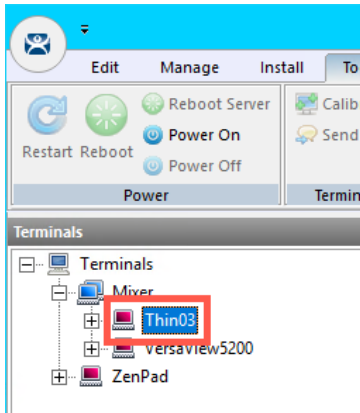 Edit Manage Install To
Restart
Reboot
Reboot Server
Power On
Power Off
Calib
Send
Power
Termin
Terminals
Terminals
Mixer
Thin03
VersaView5200
ZenPad